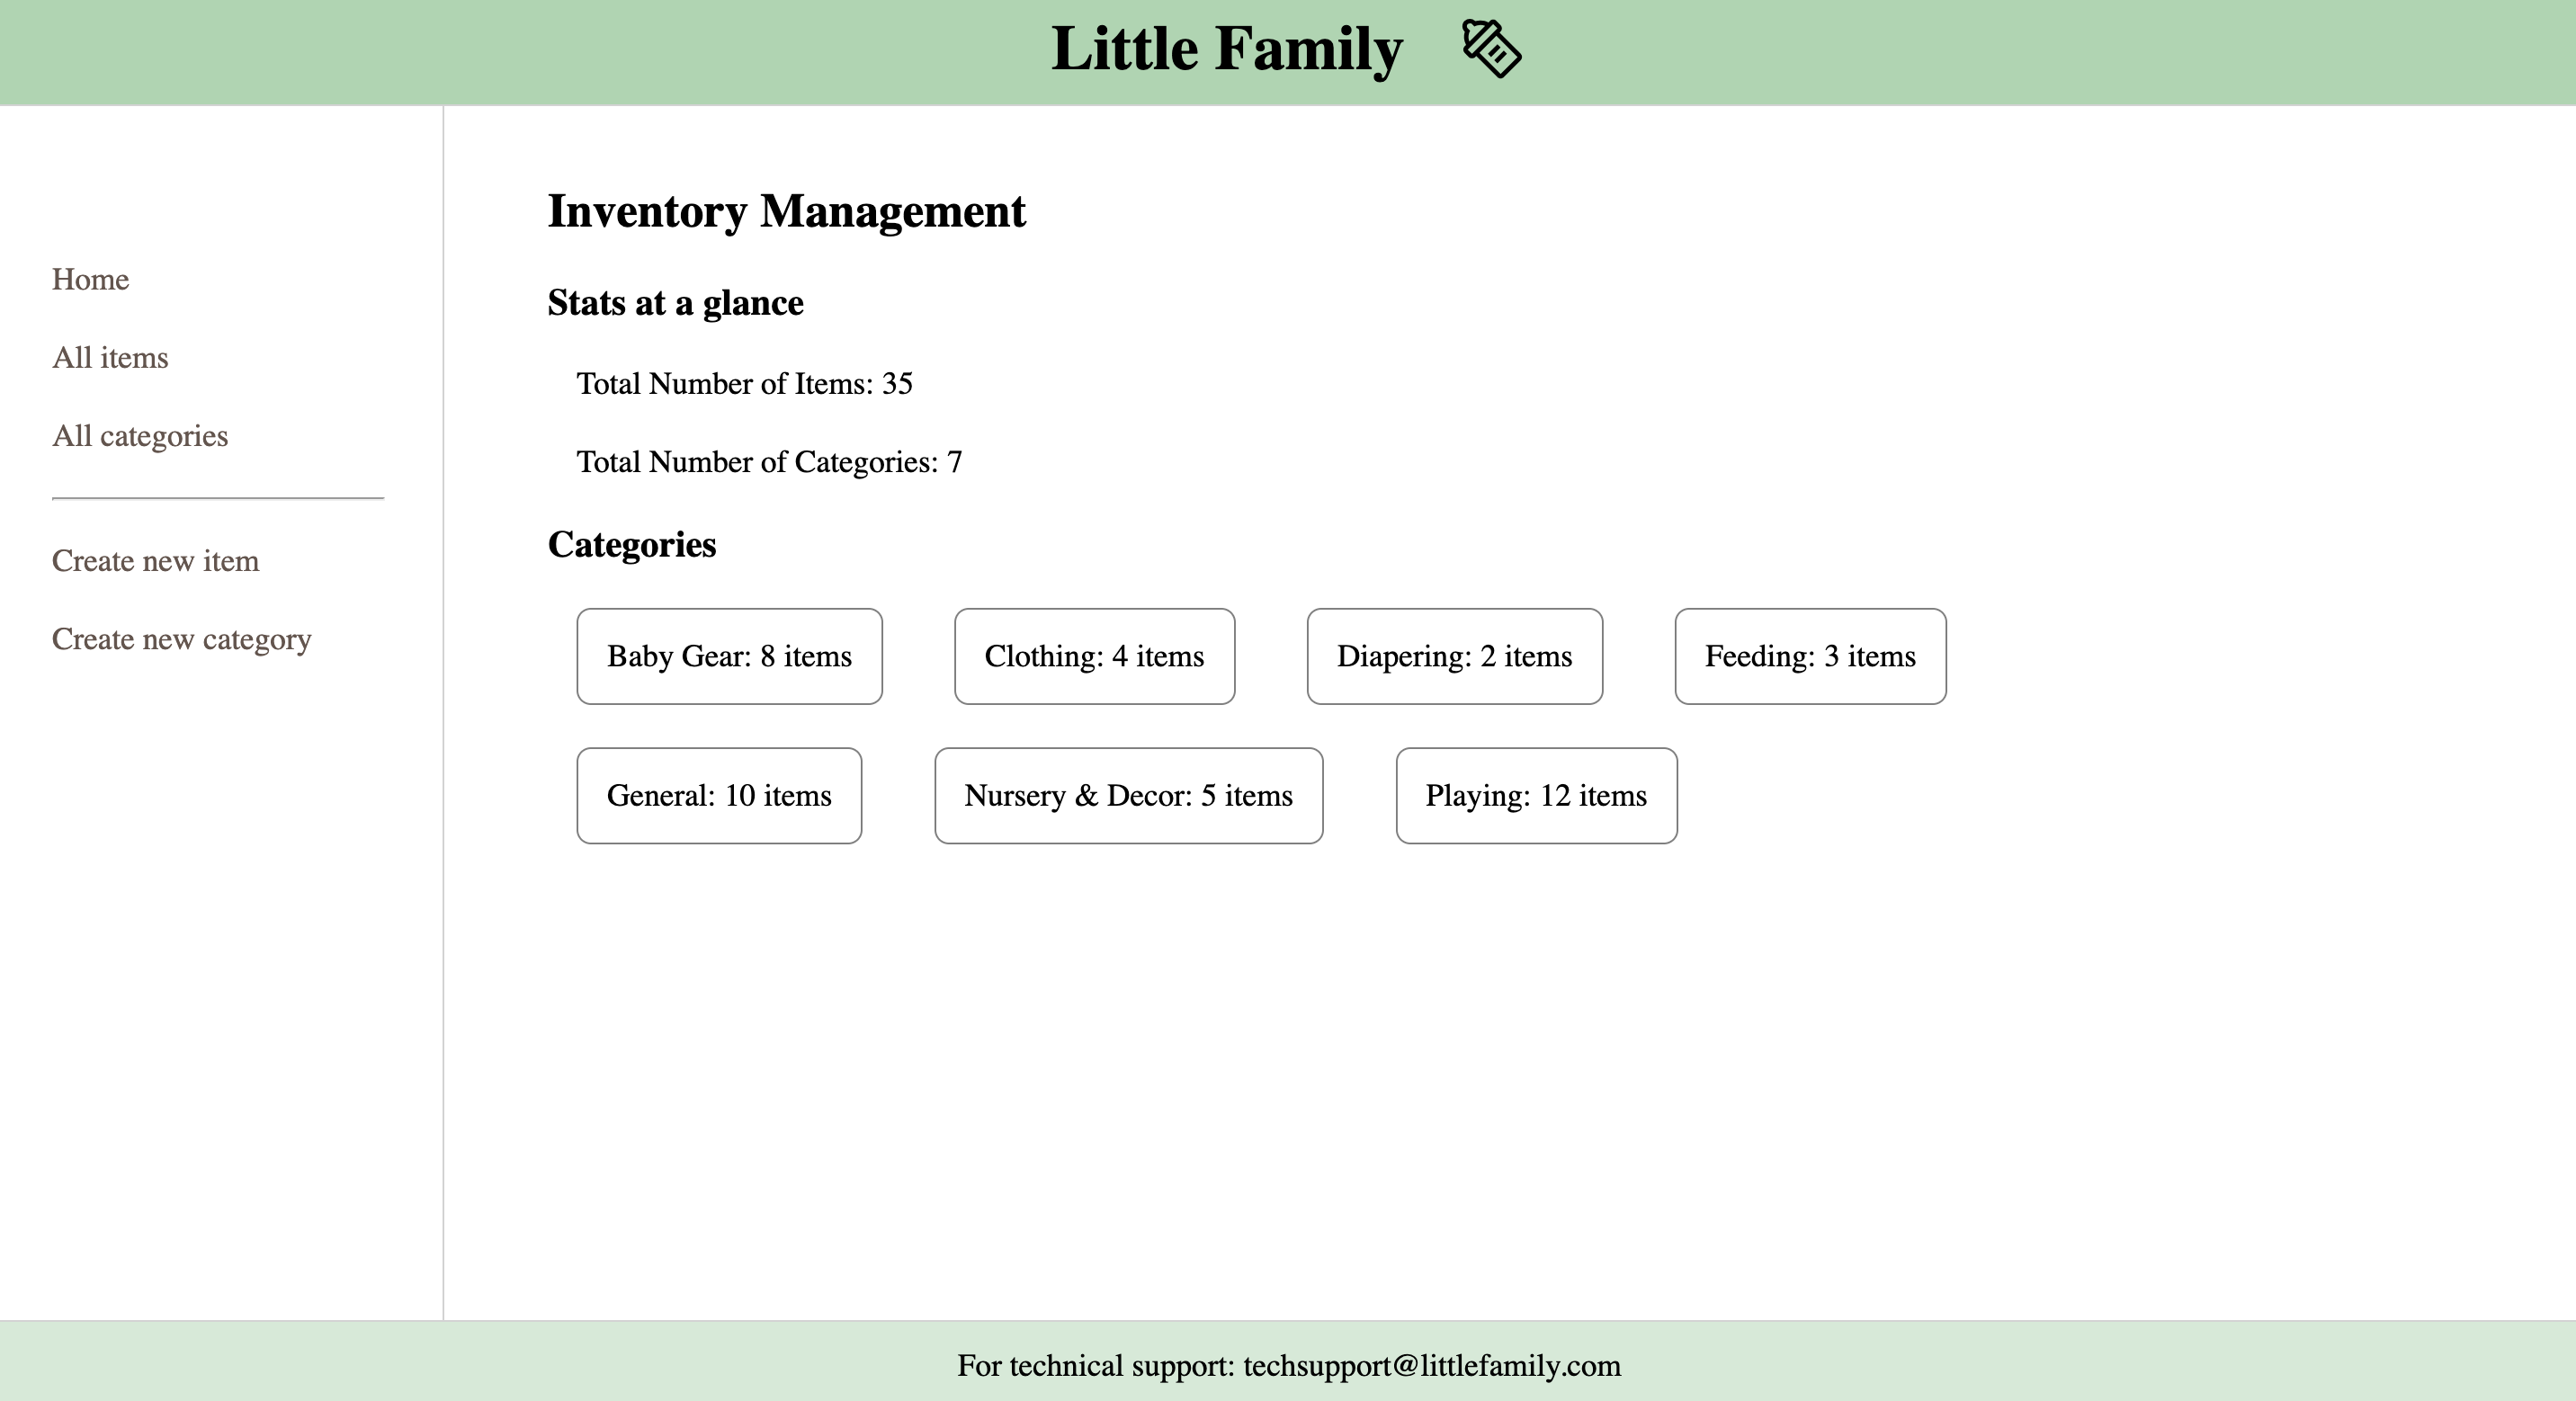 Little Family
Home
All items
All categories
Create new item
Create new category
Inventory Management
Stats at a glance
Total Number of Items: 35
Total Number of Categories: 7
Categories
Baby Gear: 8 items
Clothing: 4 items
Diapering: 2 items
Feeding: 3 items
General: 10 items
Nursery & Decor: 5 items
Playing: 12 items
For technical support: techsupport@littlefamily.com